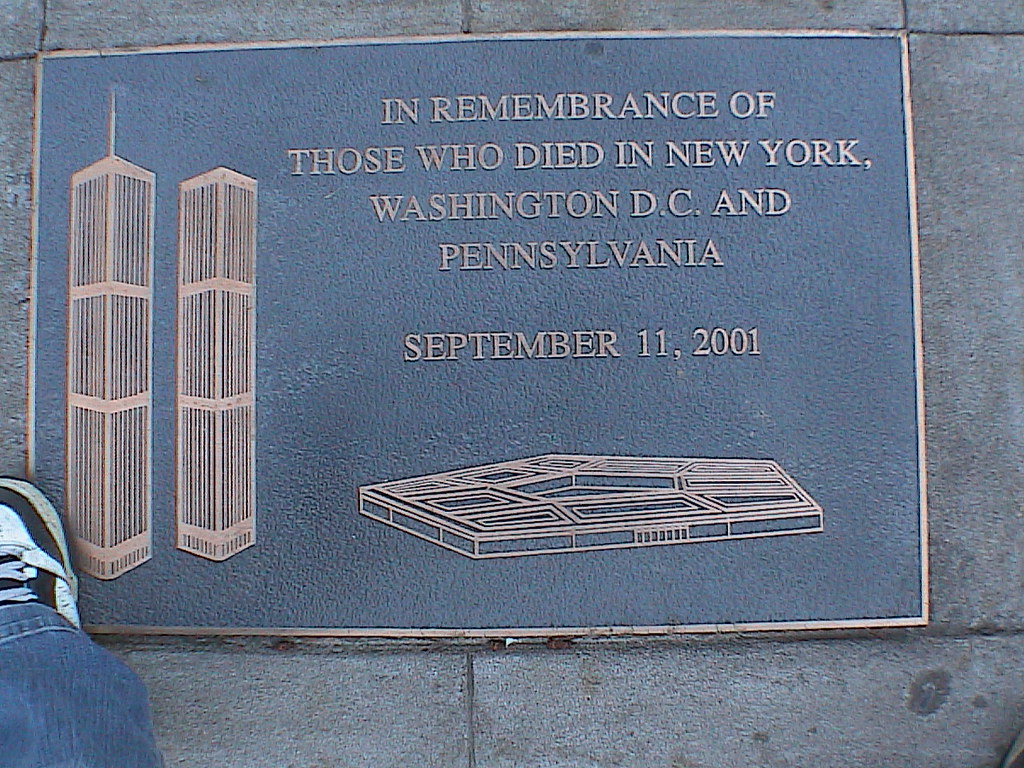 IN REMEMBRANCE OF
THOSE WHO DIED IN NEW YORK,
WASHINGTON D.C. AND
PENNSYLVANIA
SEPTEMBER 11, 2001